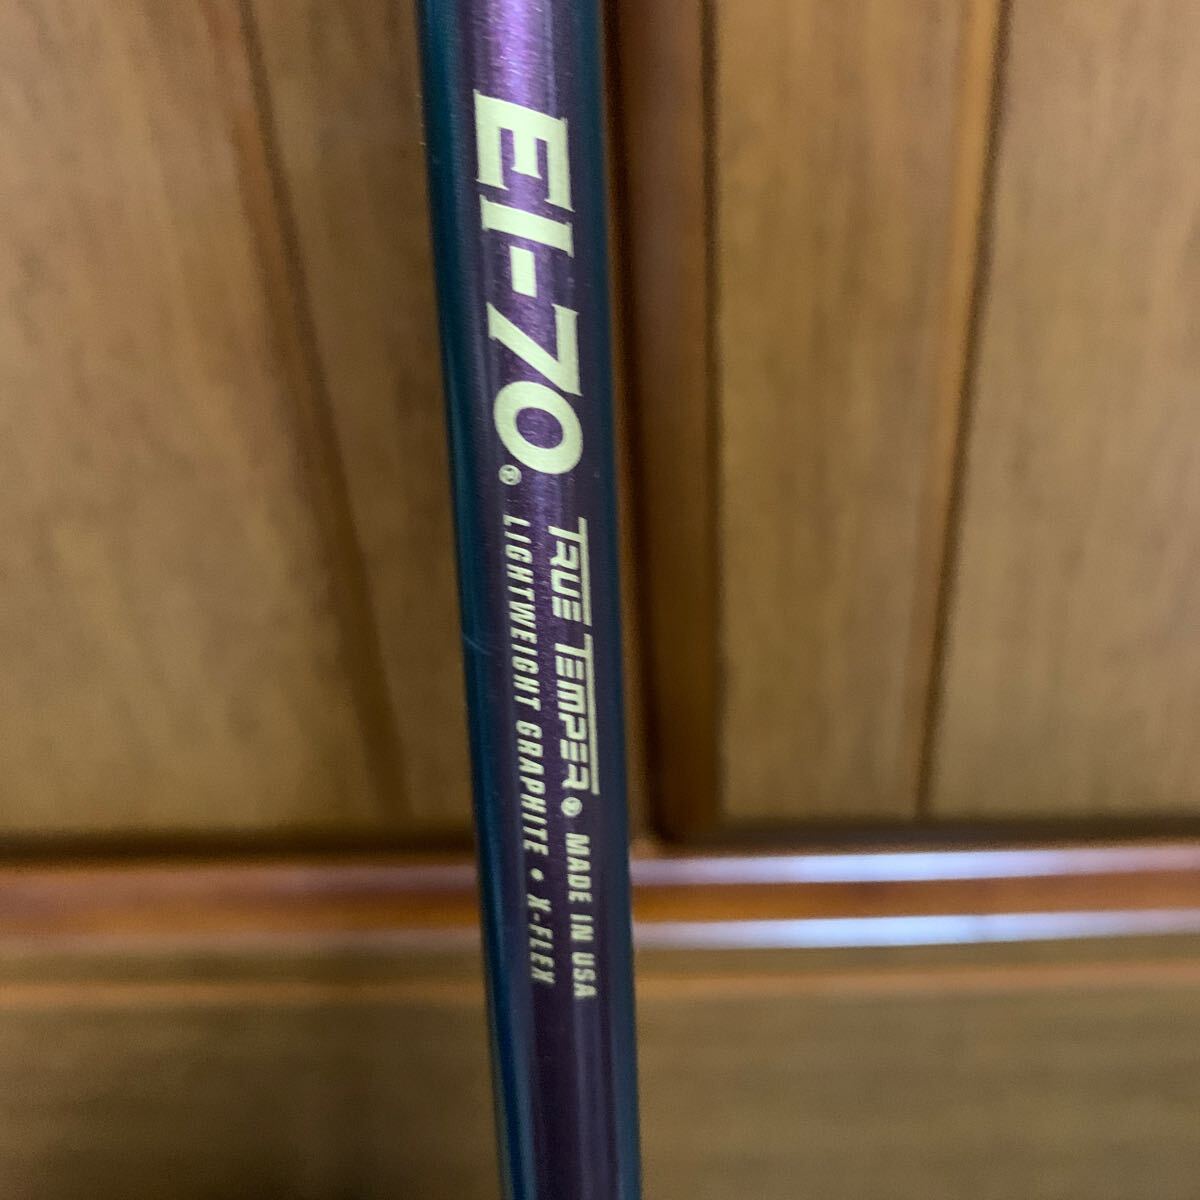 EI-70®
TRUE TEMPER® MADE IN USA
LIGHTWEIGHT GRAPHITE • X-FLEX